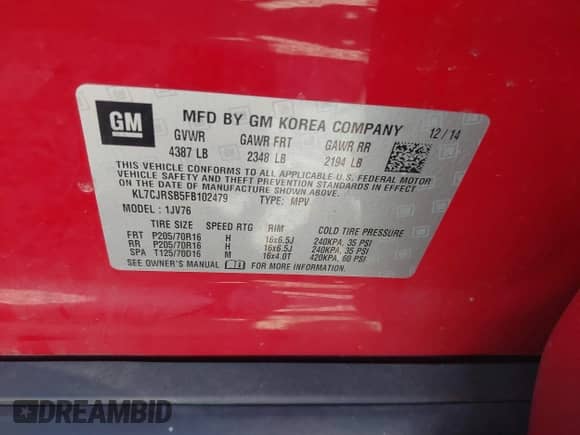 GM
MFD BY GM KOREA COMPANY 12/14
GVWR GAWR FRT GAWR RR
4387 LB 2348 LB 2194 LB
THIS VEHICLE CONFORMS TO ALL APPLICABLE U.S. FEDERAL MOTOR
VEHICLE SAFETY AND THEFT PREVENTION STANDARDS IN EFFECT
ON THE DATE OF MANUFACTURE SHOWN ABOVE.
KL7CJRSB5FB102479 TYPE: MPV
MODEL: 1JV76
TIRE SIZE SPEED RTG RIM COLD TIRE PRESSURE
FRT P205/70R16 H 16x6.5J 240KPA, 35 PSI
RR P205/70R16 H 16x6.5J 240KPA, 35 PSI
SPA T125/70D16 M 16x4.0T 420KPA, 60 PSI
SEE OWNER'S MANUAL FOR MORE INFORMATION.
DREAMBID